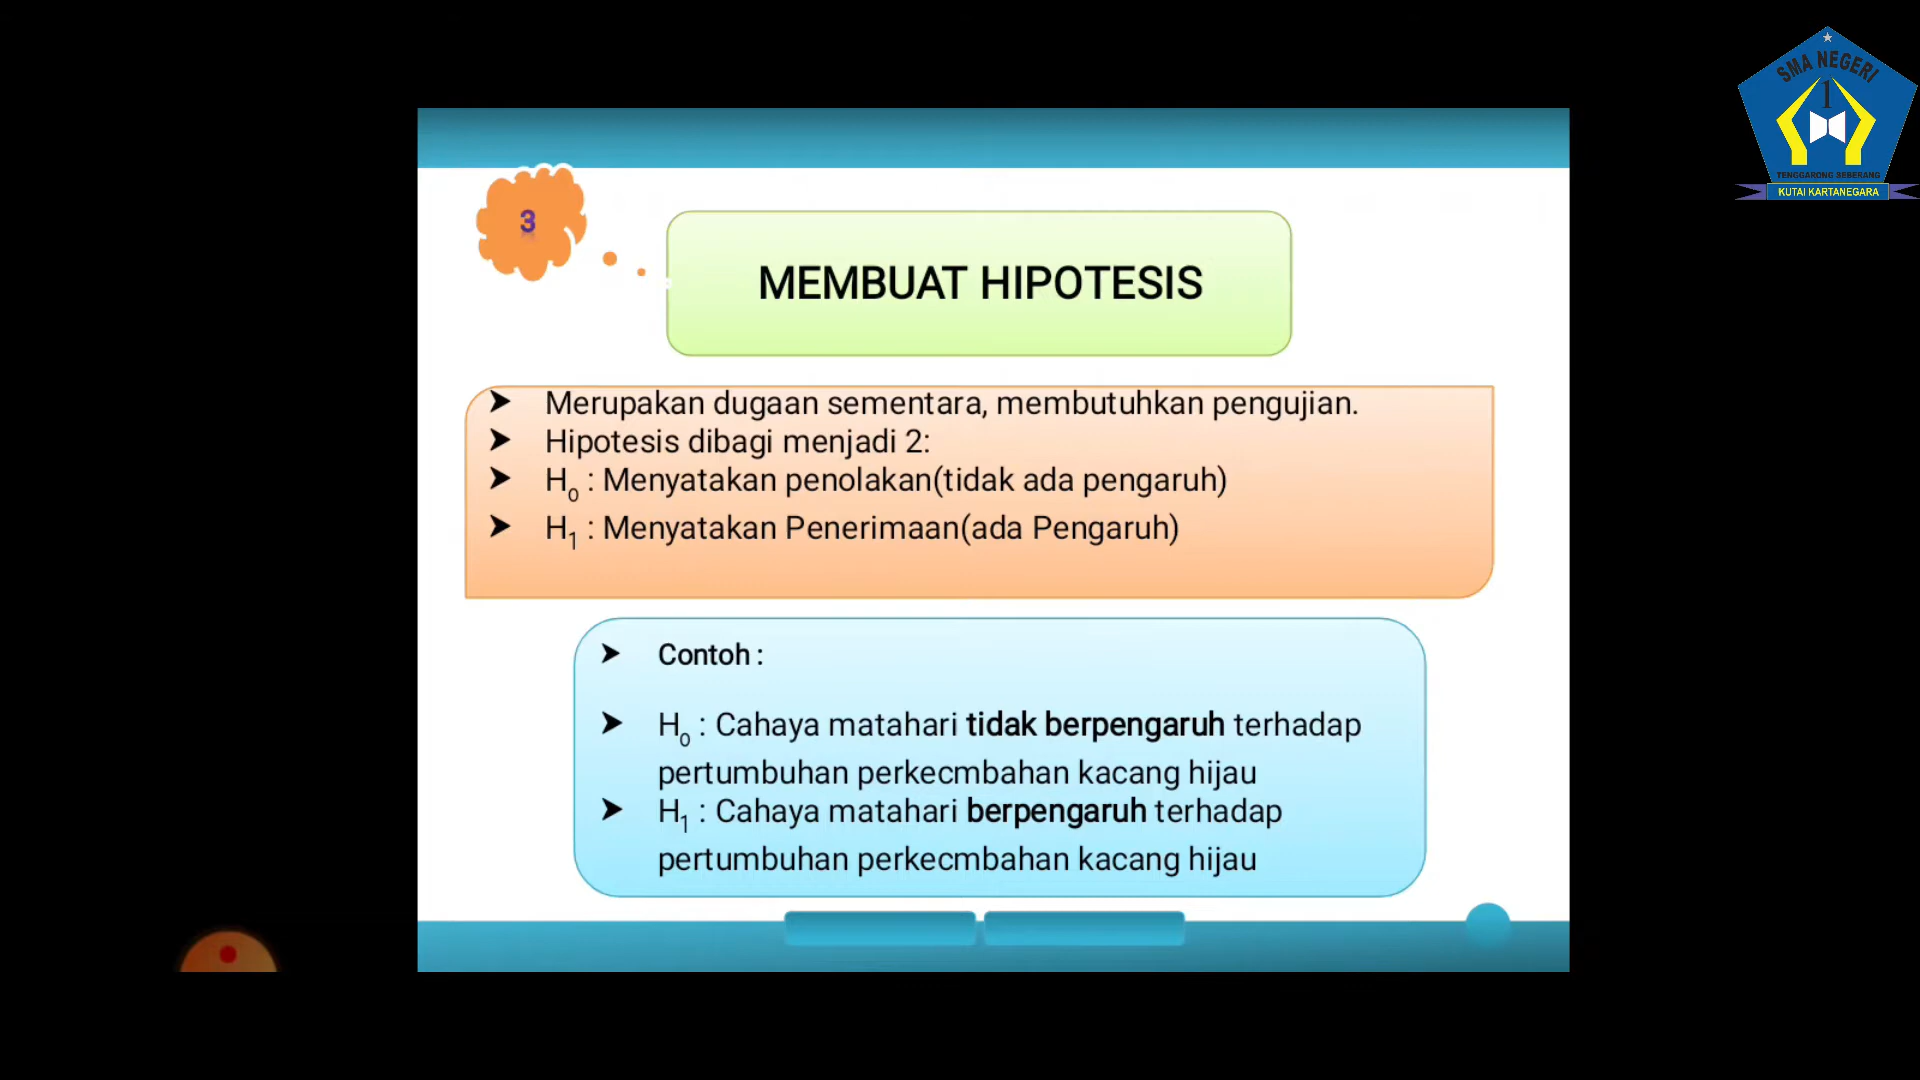 SMA NEGERI
1
TENGGARONG SEBERANG
KUTAI KARTANEGARA
3
MEMBUAT HIPOTESIS
➤ Merupakan dugaan sementara, membutuhkan pengujian.
➤ Hipotesis dibagi menjadi 2:
➤ Ho : Menyatakan penolakan(tidak ada pengaruh)
➤ H1 : Menyatakan Penerimaan(ada Pengaruh)
➤ Contoh :
➤ Ho : Cahaya matahari tidak berpengaruh terhadap
pertumbuhan perkecmbahan kacang hijau
➤ H1 : Cahaya matahari berpengaruh terhadap
pertumbuhan perkecmbahan kacang hijau